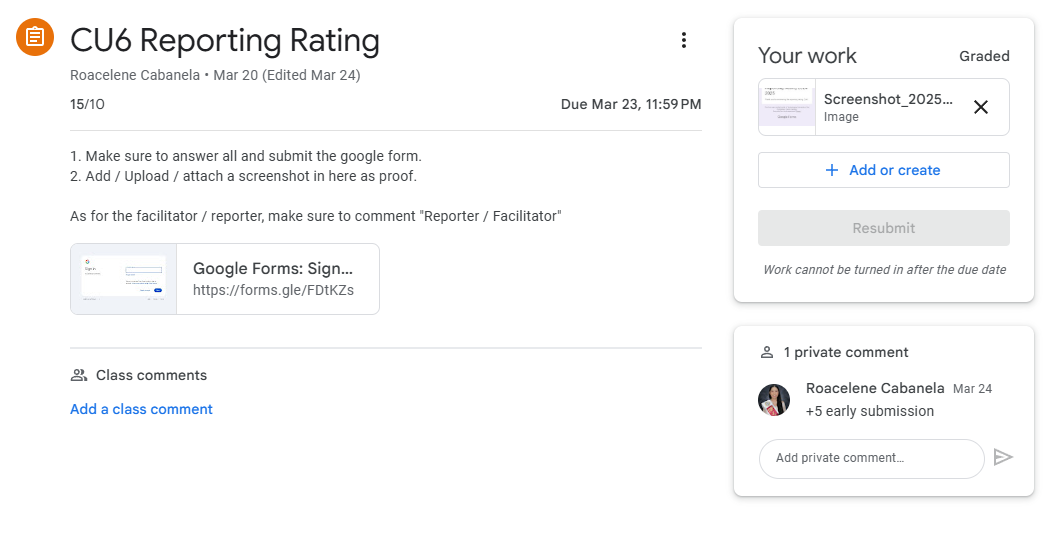 CU6 Reporting Rating
Roacelene Cabanela • Mar 20 (Edited Mar 24)
15/10
Due Mar 23, 11:59 PM
1. Make sure to answer all and submit the google form.
2. Add / Upload / attach a screenshot in here as proof.
As for the facilitator / reporter, make sure to comment "Reporter / Facilitator"
Google Forms: Sign...
https://forms.gle/FDtKZs
Class comments
Add a class comment
Your work
Graded
Screenshot_2025...
Image
Add or create
Resubmit
Work cannot be turned in after the due date
1 private comment
Roacelene Cabanela Mar 24
+5 early submission
Add private comment...